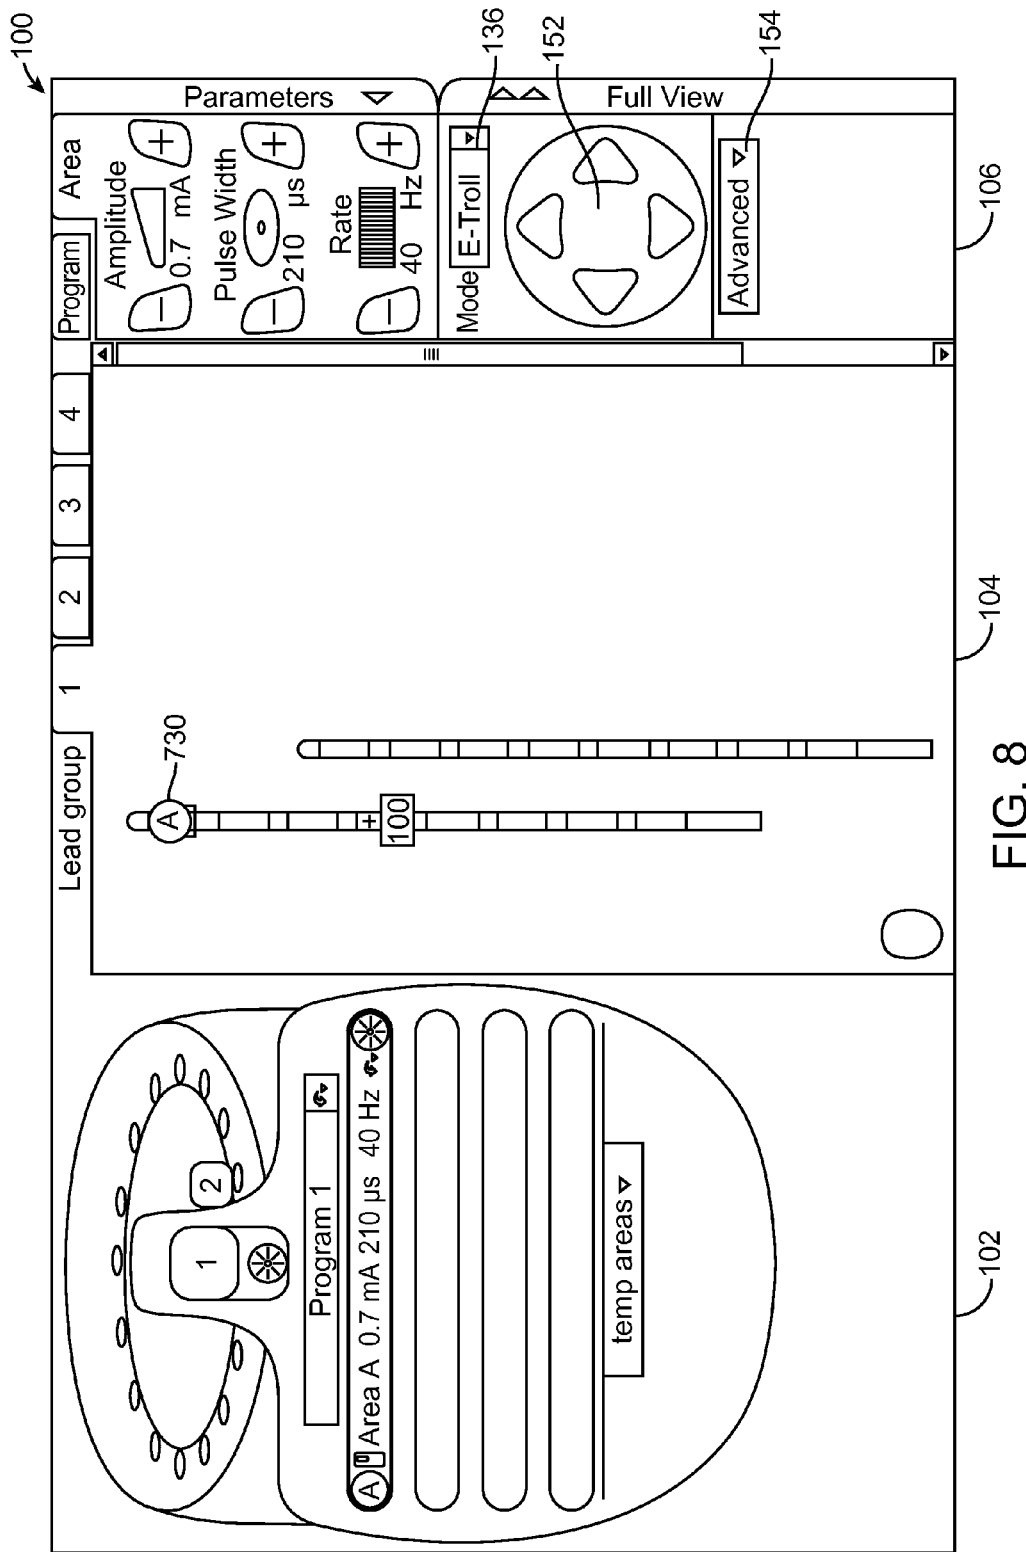 100
Lead group
1
2
3
4
Program
Area
1
2
Program 1
A Area A 0.7 mA 210 µs 40 Hz
temp areas
A
730
+
100
Amplitude
− +
0.7 mA
Pulse Width
− +
210 µs
Rate
− +
40 Hz
Parameters
Mode E-Troll
136
152
Full View
Advanced
154
102
104
106
FIG. 8